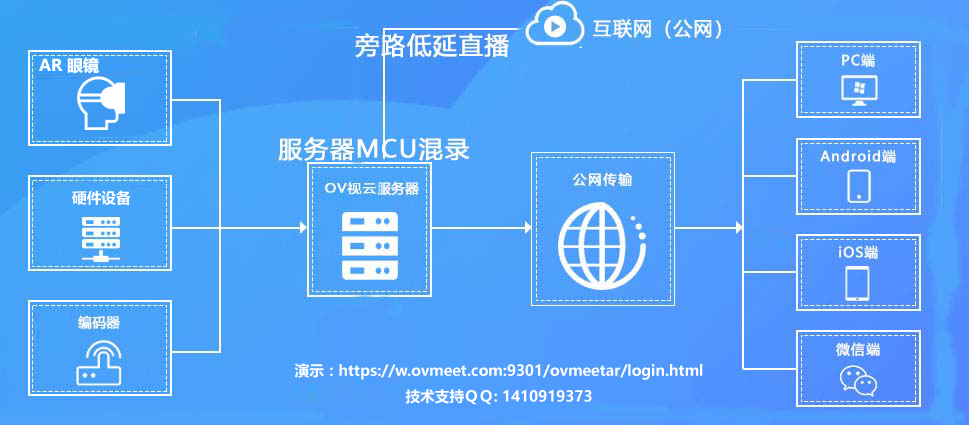 互联网（公网）
旁路低延直播
AR 眼镜
硬件设备
编码器
服务器MCU混录
OV视云服务器
公网传输
PC端
Android端
iOS端
微信端
演示：https://w.ovmeet.com:9301/ovmeetar/login.html
技术支持QQ: 1410919373